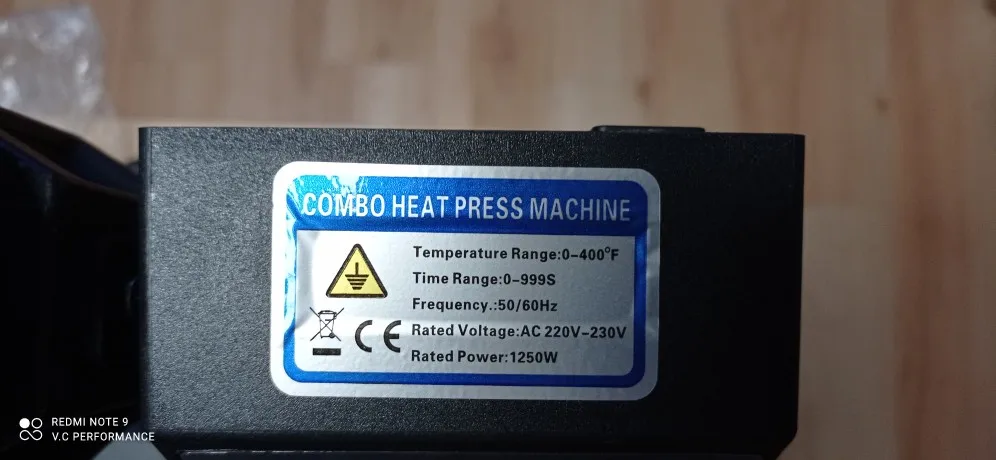 COMBO HEAT PRESS MACHINE
Temperature Range:0-400°F
Time Range:0-999S
Frequency.:50/60Hz
Rated Voltage:AC 220V-230V
Rated Power:1250W
CE
REDMI NOTE 9
V.C PERFORMANCE